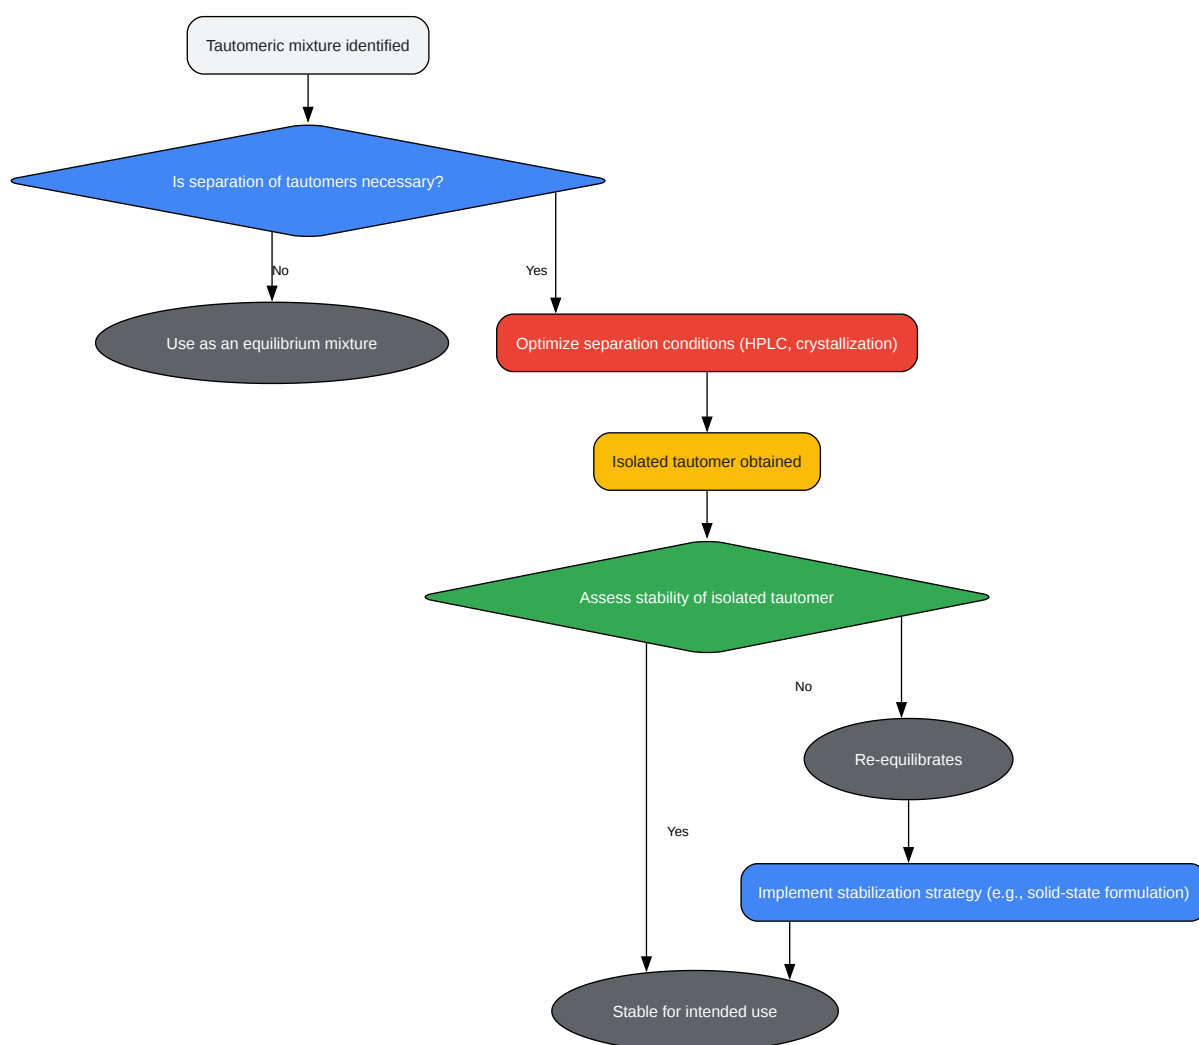 Tautomeric mixture identified
Is separation of tautomers necessary?
No
Yes
Use as an equilibrium mixture
Optimize separation conditions (HPLC, crystallization)
Isolated tautomer obtained
Assess stability of isolated tautomer
No
Re-equilibrates
Yes
Implement stabilization strategy (e.g., solid-state formulation)
Stable for intended use